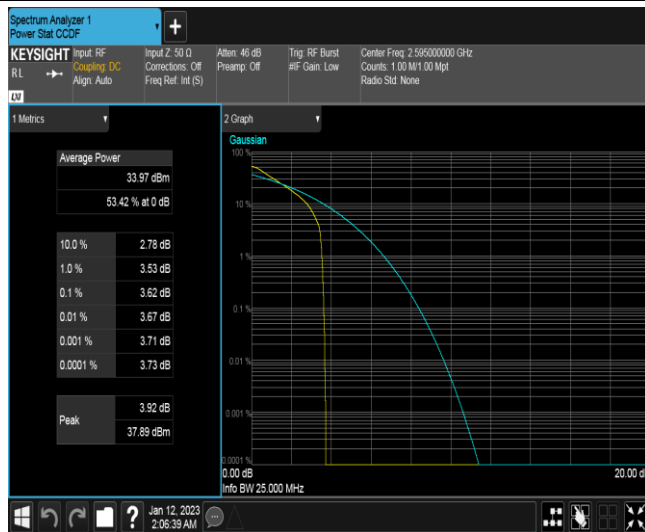 Spectrum Analyzer 1
Power Stat CCDF
+
KEYSIGHT
RL
LXI
Input: RF
Coupling: DC
Align: Auto
Input Z: 50 Ω
Corrections: Off
Freq Ref: Int (S)
Atten: 46 dB
Preamp: Off
Trig: RF Burst
#IF Gain: Low
Center Freq: 2.595000000 GHz
Counts: 1.00 M/1.00 Mpt
Radio Std: None
1 Metrics
Average Power
33.97 dBm
53.42 % at 0 dB
10.0 % 2.78 dB
1.0 % 3.53 dB
0.1 % 3.62 dB
0.01 % 3.67 dB
0.001 % 3.71 dB
0.0001 % 3.73 dB
Peak
3.92 dB
37.89 dBm
2 Graph
Gaussian
100 %
10 %
1 %
0.1 %
0.01 %
0.001 %
0.0001 %
0.00 dB
20.00 d
Info BW 25.000 MHz
?
Jan 12, 2023
2:06:39 AM